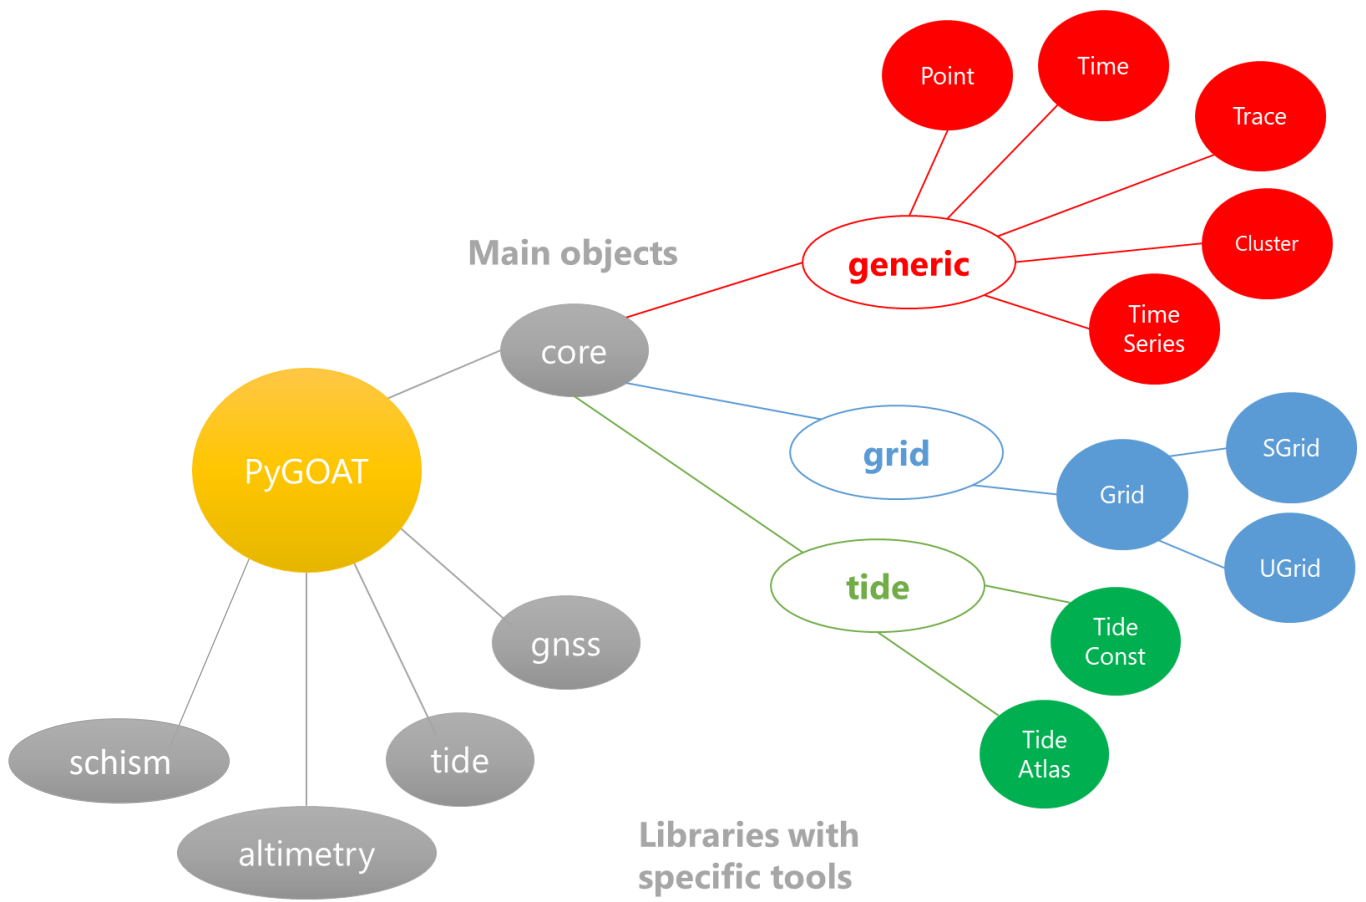 Point
Time
Trace
Cluster
generic
Time
Series
Main objects
core
PyGOAT
grid
SGrid
Grid
UGrid
tide
Tide
Const
gnss
Tide
Atlas
tide
schism
altimetry
Libraries with
specific tools